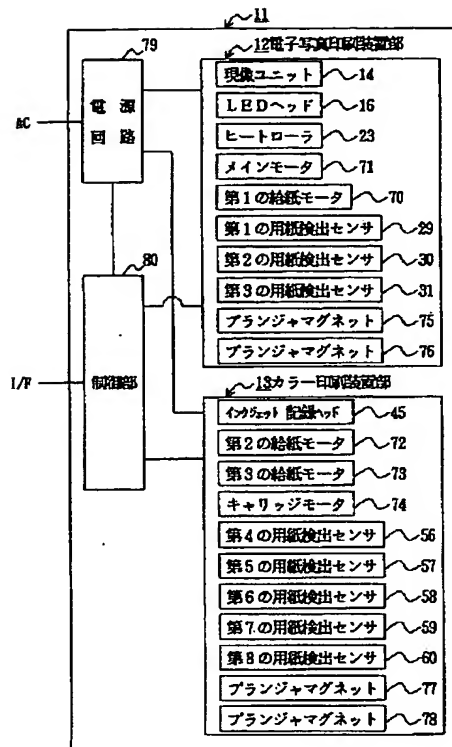 11
79
電源
回路
AC
80
制御部
I/F
12電子写真印刷装置部
現像ユニット 14
LEDヘッド 16
ヒートローラ 23
メインモータ 71
第1の給紙モータ 70
第1の用紙検出センサ 29
第2の用紙検出センサ 30
第3の用紙検出センサ 31
プランジャマグネット 75
プランジャマグネット 76
13カラー印刷装置部
インクジェット 記録ヘッド 45
第2の給紙モータ 72
第3の給紙モータ 73
キャリッジモータ 74
第4の用紙検出センサ 56
第5の用紙検出センサ 57
第6の用紙検出センサ 58
第7の用紙検出センサ 59
第8の用紙検出センサ 60
プランジャマグネット 77
プランジャマグネット 78